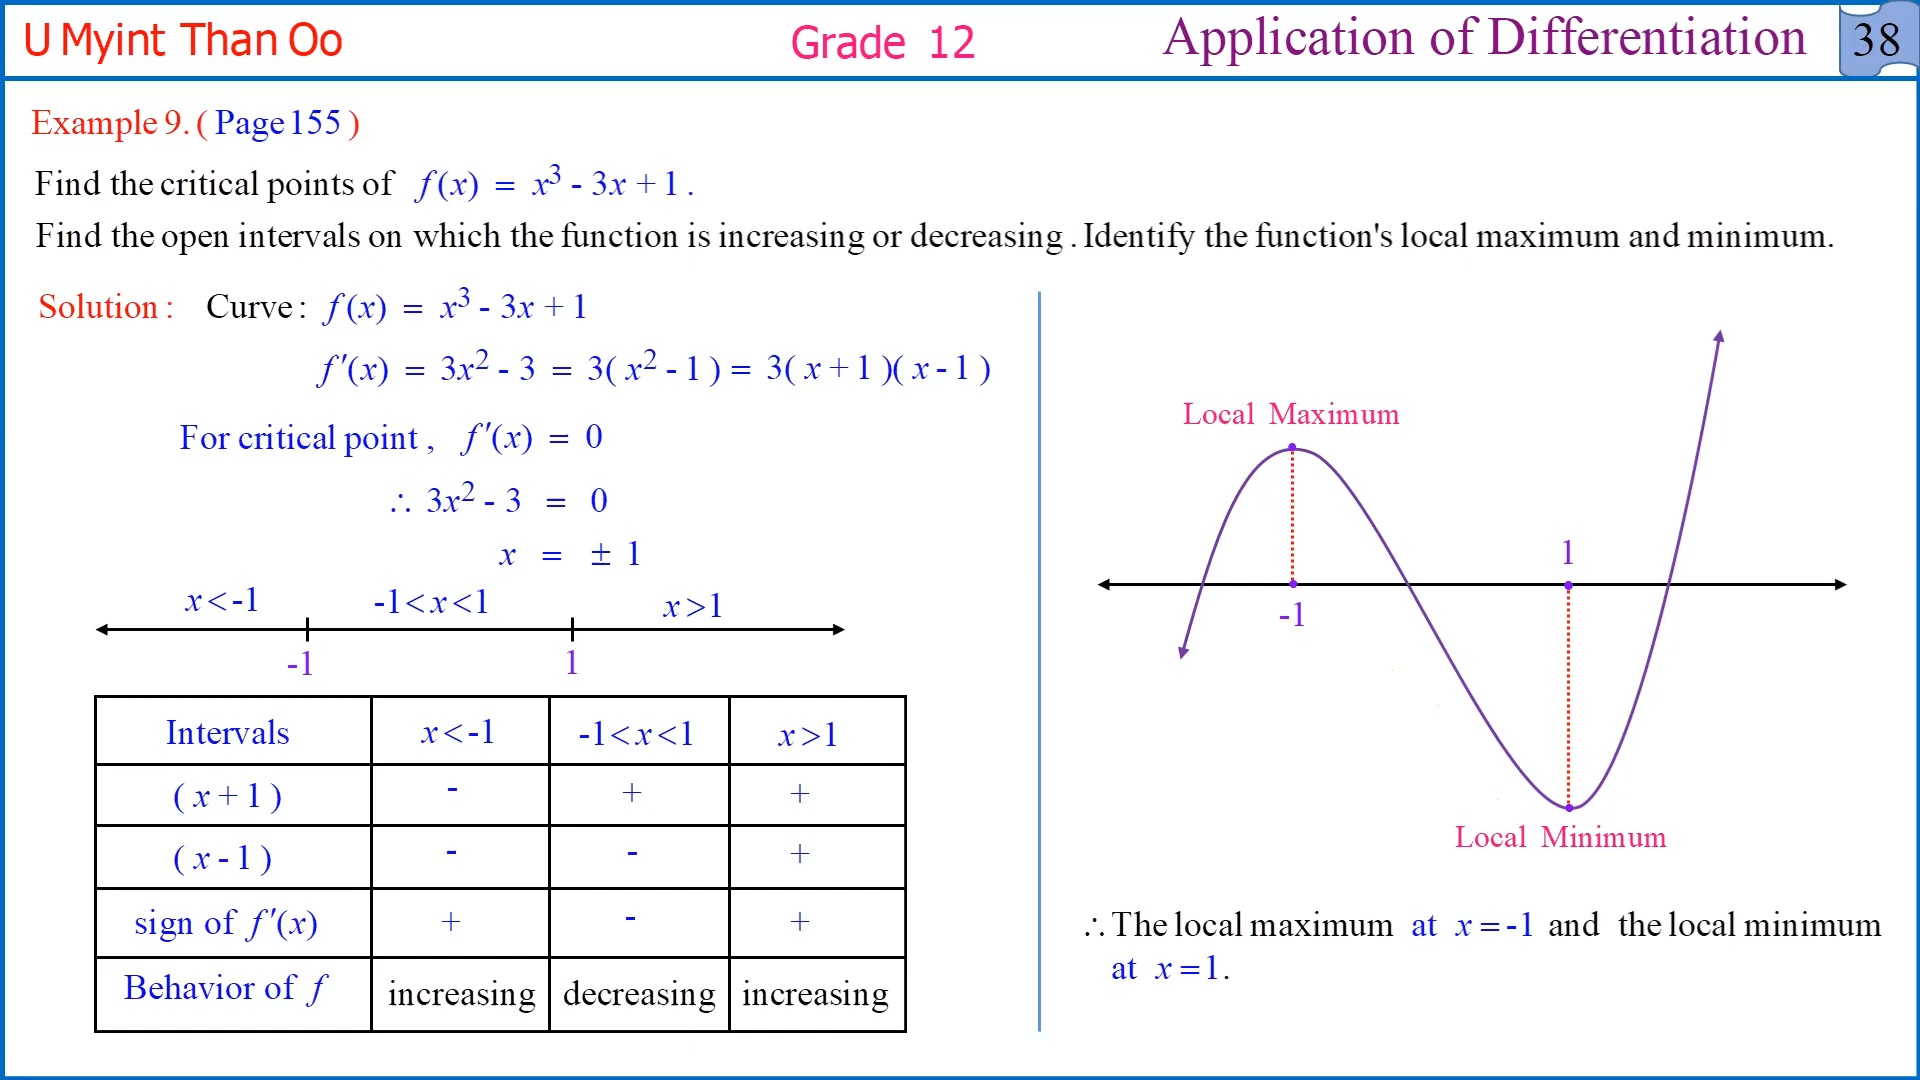 U Myint Than Oo Grade 12 Application of Differentiation 38
Example 9. ( Page 155 )
Find the critical points of f(x) = x³ - 3x + 1 .
Find the open intervals on which the function is increasing or decreasing . Identify the function's local maximum and minimum.
Solution : Curve : f(x) = x³ - 3x + 1
f′(x) = 3x² - 3 = 3( x² - 1 ) = 3( x + 1 )( x - 1 )
For critical point , f′(x) = 0
∴ 3x² - 3 = 0
x = ± 1
x < -1 -1 < x < 1 x > 1
-1 1
Intervals x < -1 -1 < x < 1 x > 1
( x + 1 ) - + +
( x - 1 ) - - +
sign of f′(x) + - +
Behavior of f increasing decreasing increasing
Local Maximum
1
-1
Local Minimum
∴ The local maximum at x = -1 and the local minimum
at x = 1.